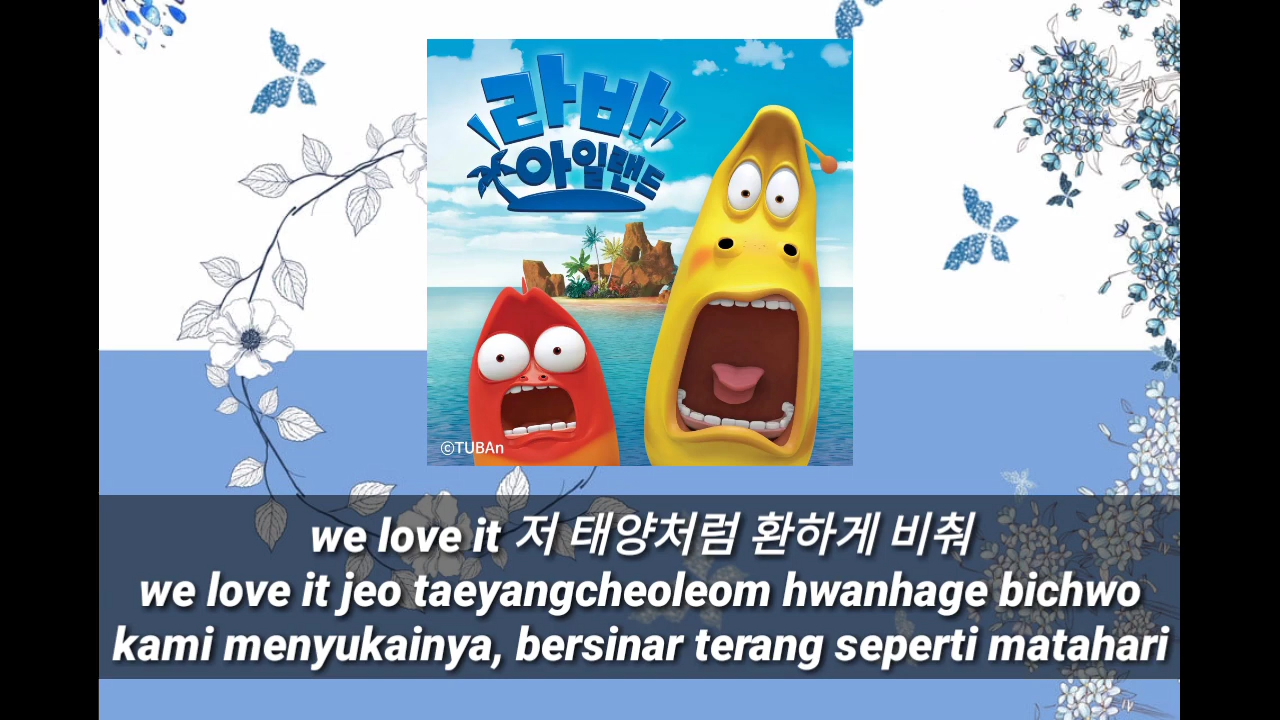 라바
아일랜드
©TUBAn
we love it 저 태양처럼 환하게 비춰
we love it jeo taeyangcheoleom hwanhage bichwo
kami menyukainya, bersinar terang seperti matahari